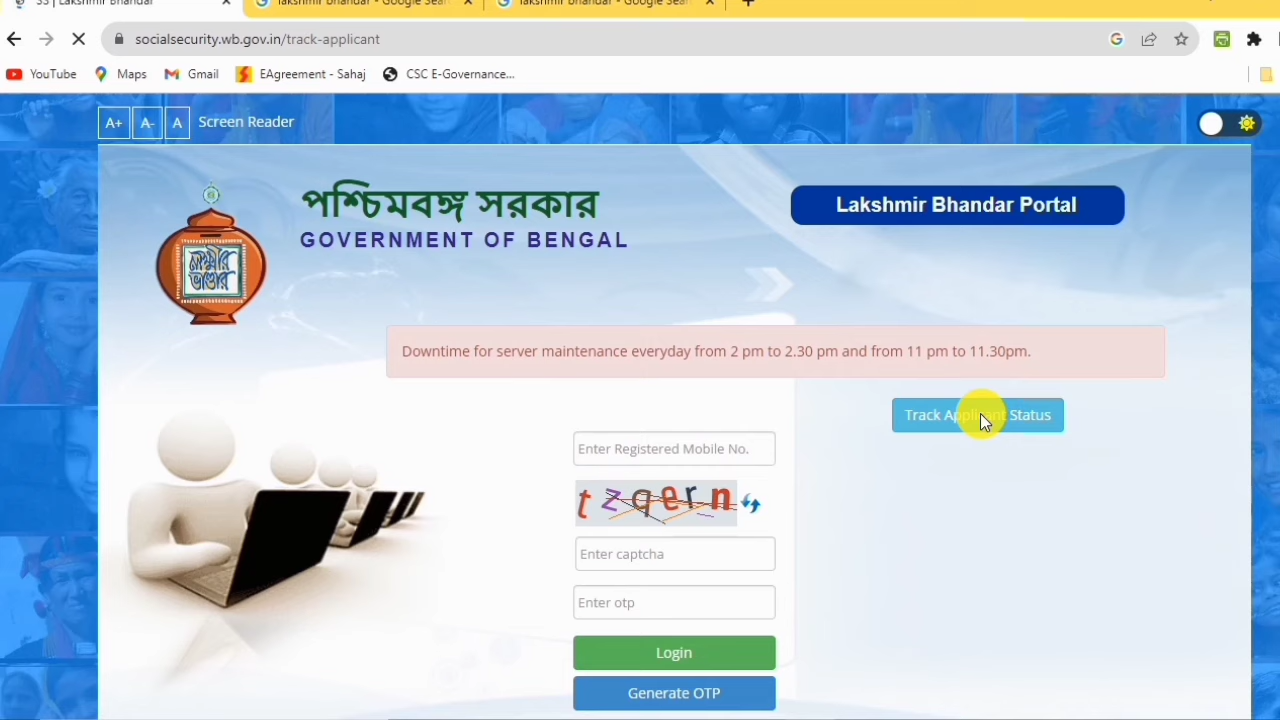 SS | Lakshmir Bhandar
lakshmir bhandar - Google Sear
lakshmir bhandar - Google Sear
socialsecurity.wb.gov.in/track-applicant
YouTube
Maps
Gmail
EAgreement - Sahaj
CSC E-Governance...
A+ A- A Screen Reader
পশ্চিমবঙ্গ সরকার
GOVERNMENT OF BENGAL
Lakshmir Bhandar Portal
লক্ষ্মীর
ভাণ্ডার
Downtime for server maintenance everyday from 2 pm to 2.30 pm and from 11 pm to 11.30pm.
Track Applicant Status
Enter Registered Mobile No.
tzqern
Enter captcha
Enter otp
Login
Generate OTP